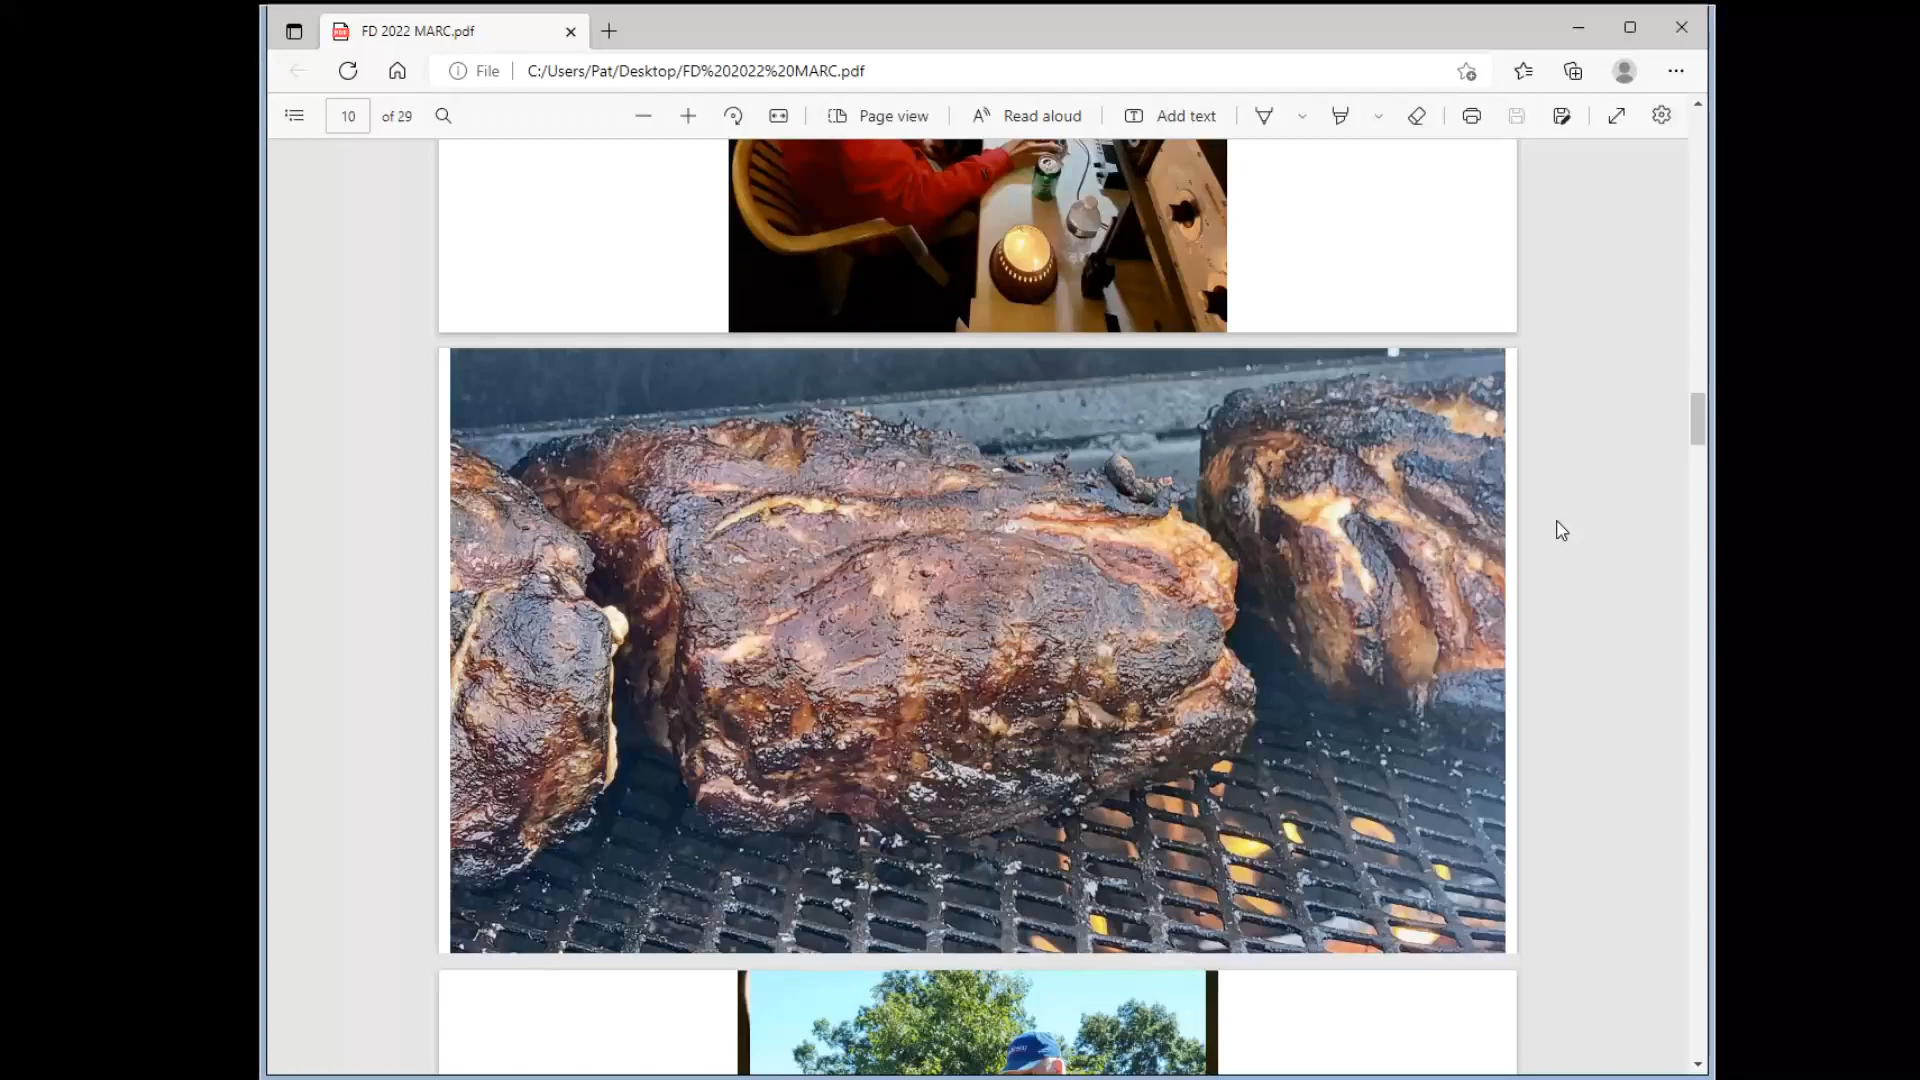 FD 2022 MARC.pdf
File
C:/Users/Pat/Desktop/FD%202022%20MARC.pdf
10 of 29
Page view
Read aloud
Add text